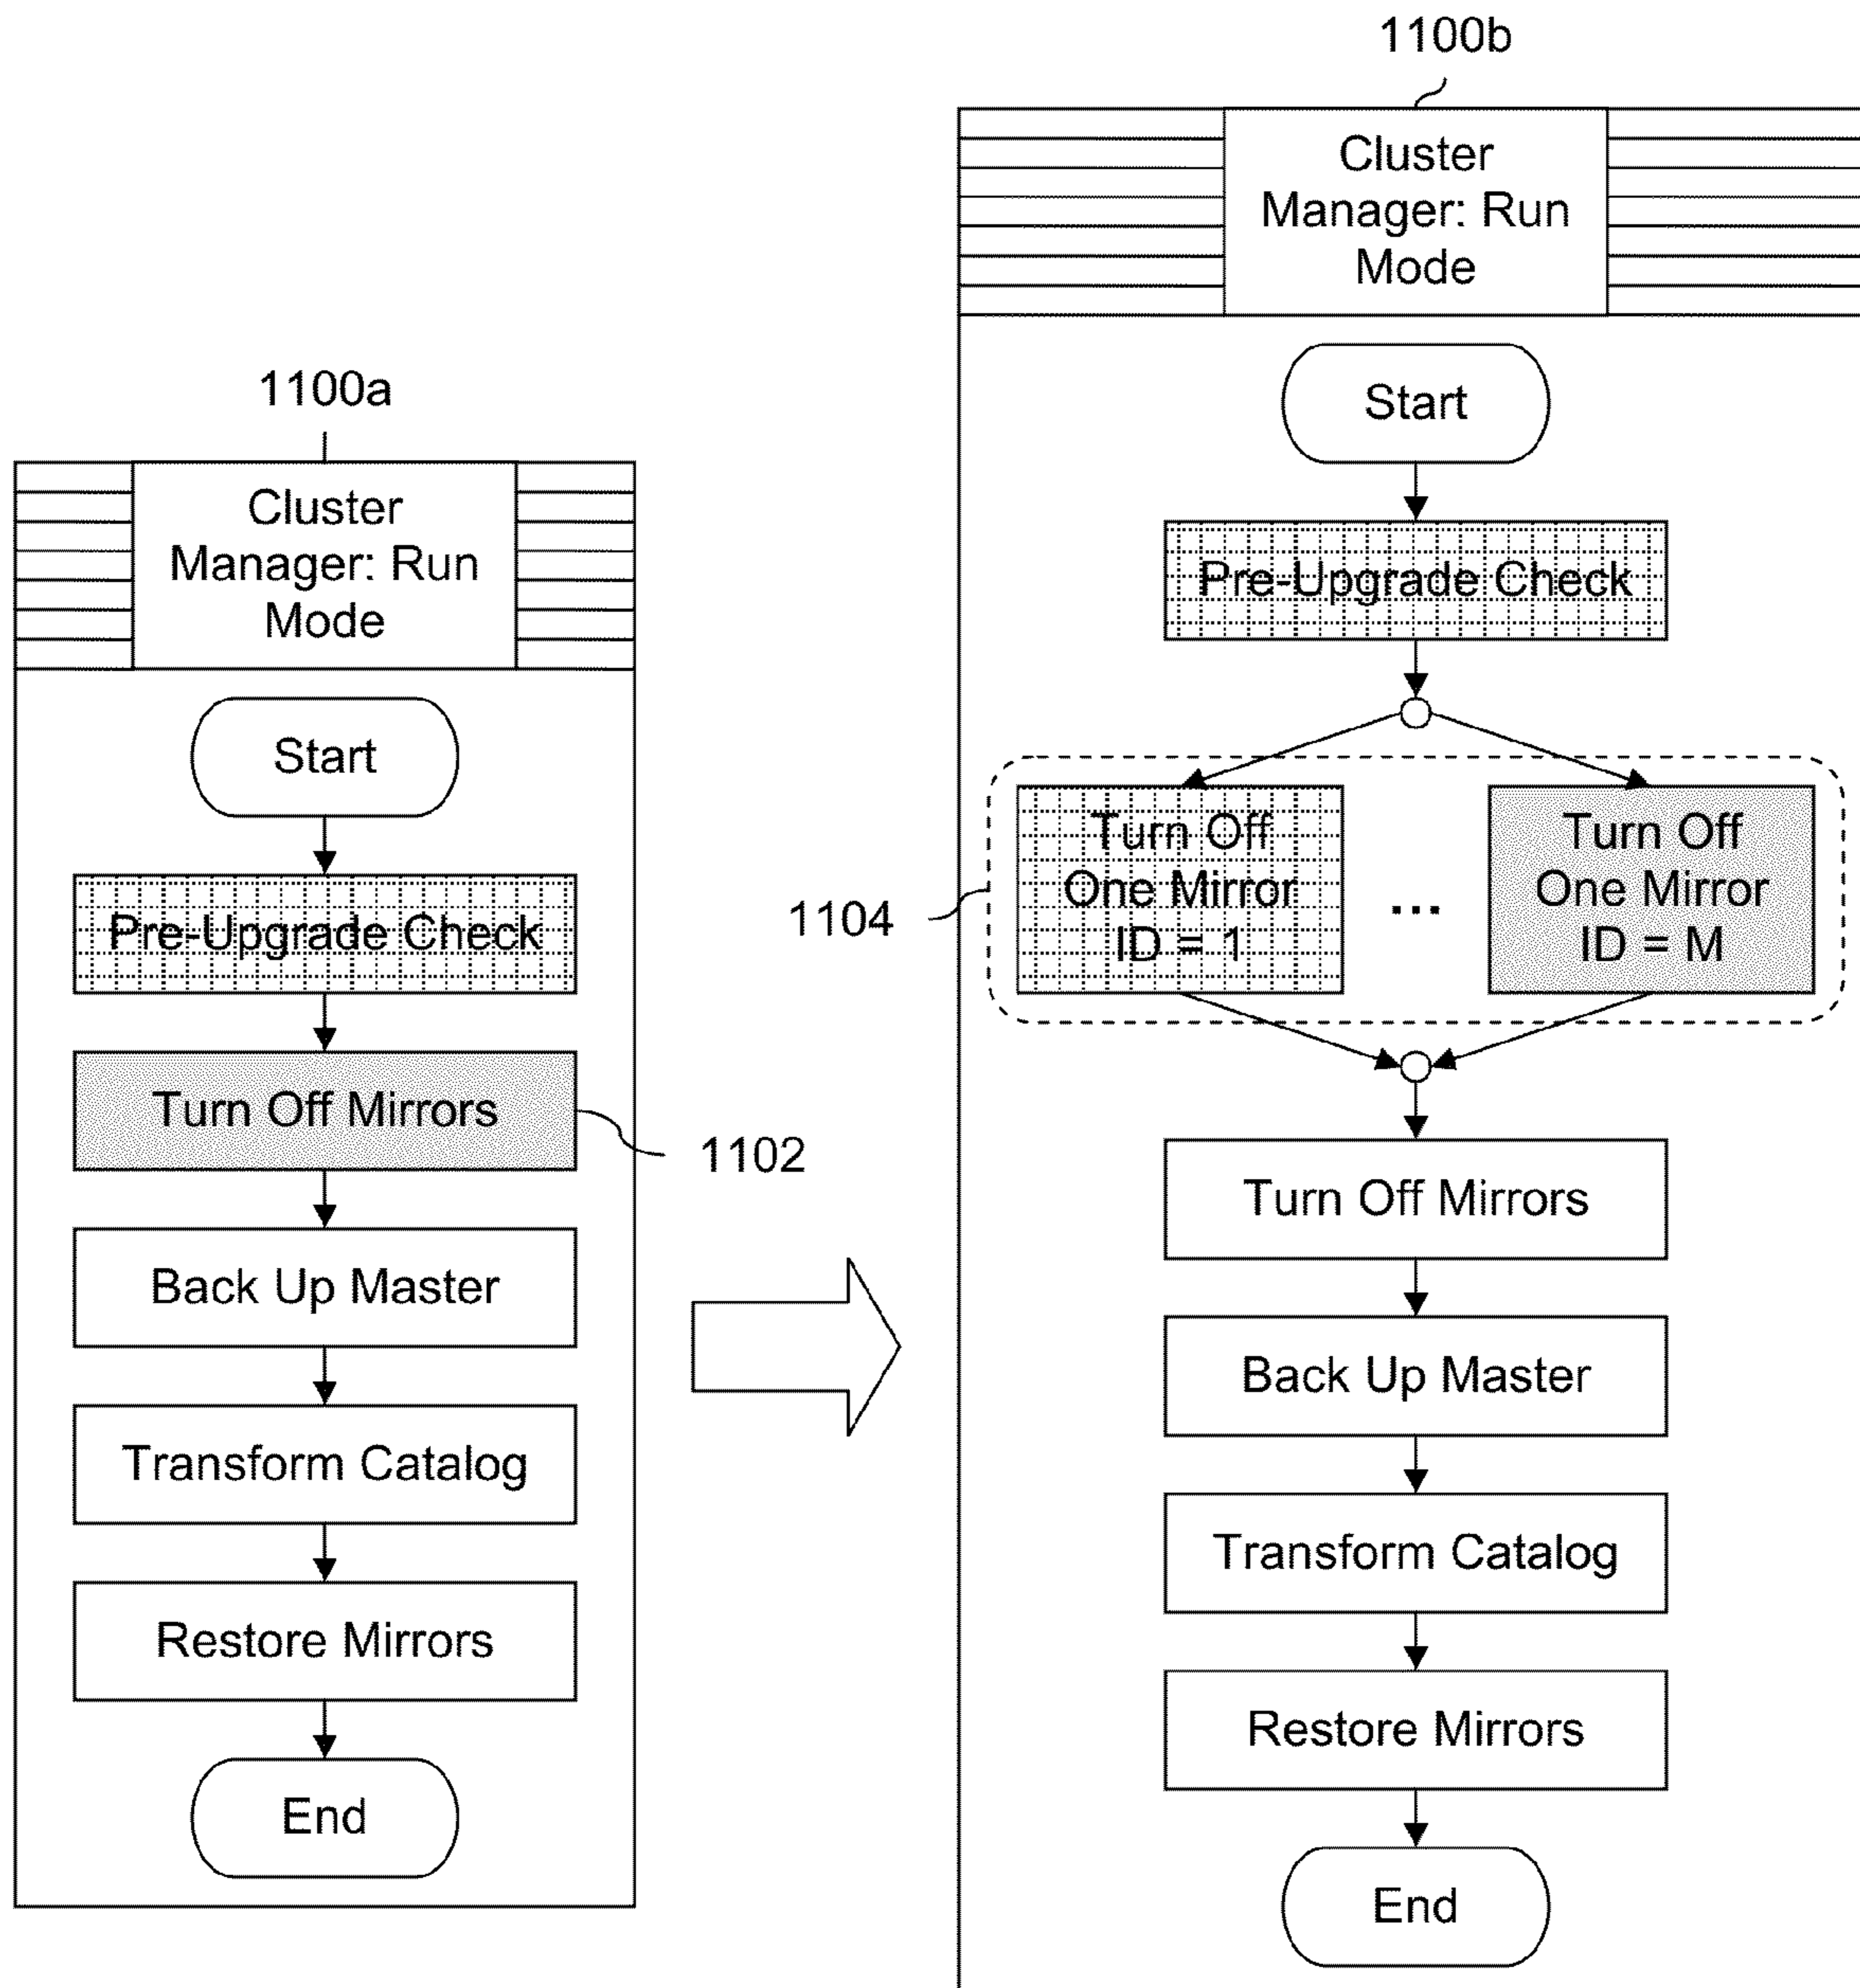 1100a
Cluster
Manager: Run
Mode
Start
Pre-Upgrade Check
Turn Off Mirrors
1102
Back Up Master
Transform Catalog
Restore Mirrors
End
1100b
Cluster
Manager: Run
Mode
Start
Pre-Upgrade Check
1104
Turn Off
One Mirror
ID = 1
...
Turn Off
One Mirror
ID = M
Turn Off Mirrors
Back Up Master
Transform Catalog
Restore Mirrors
End